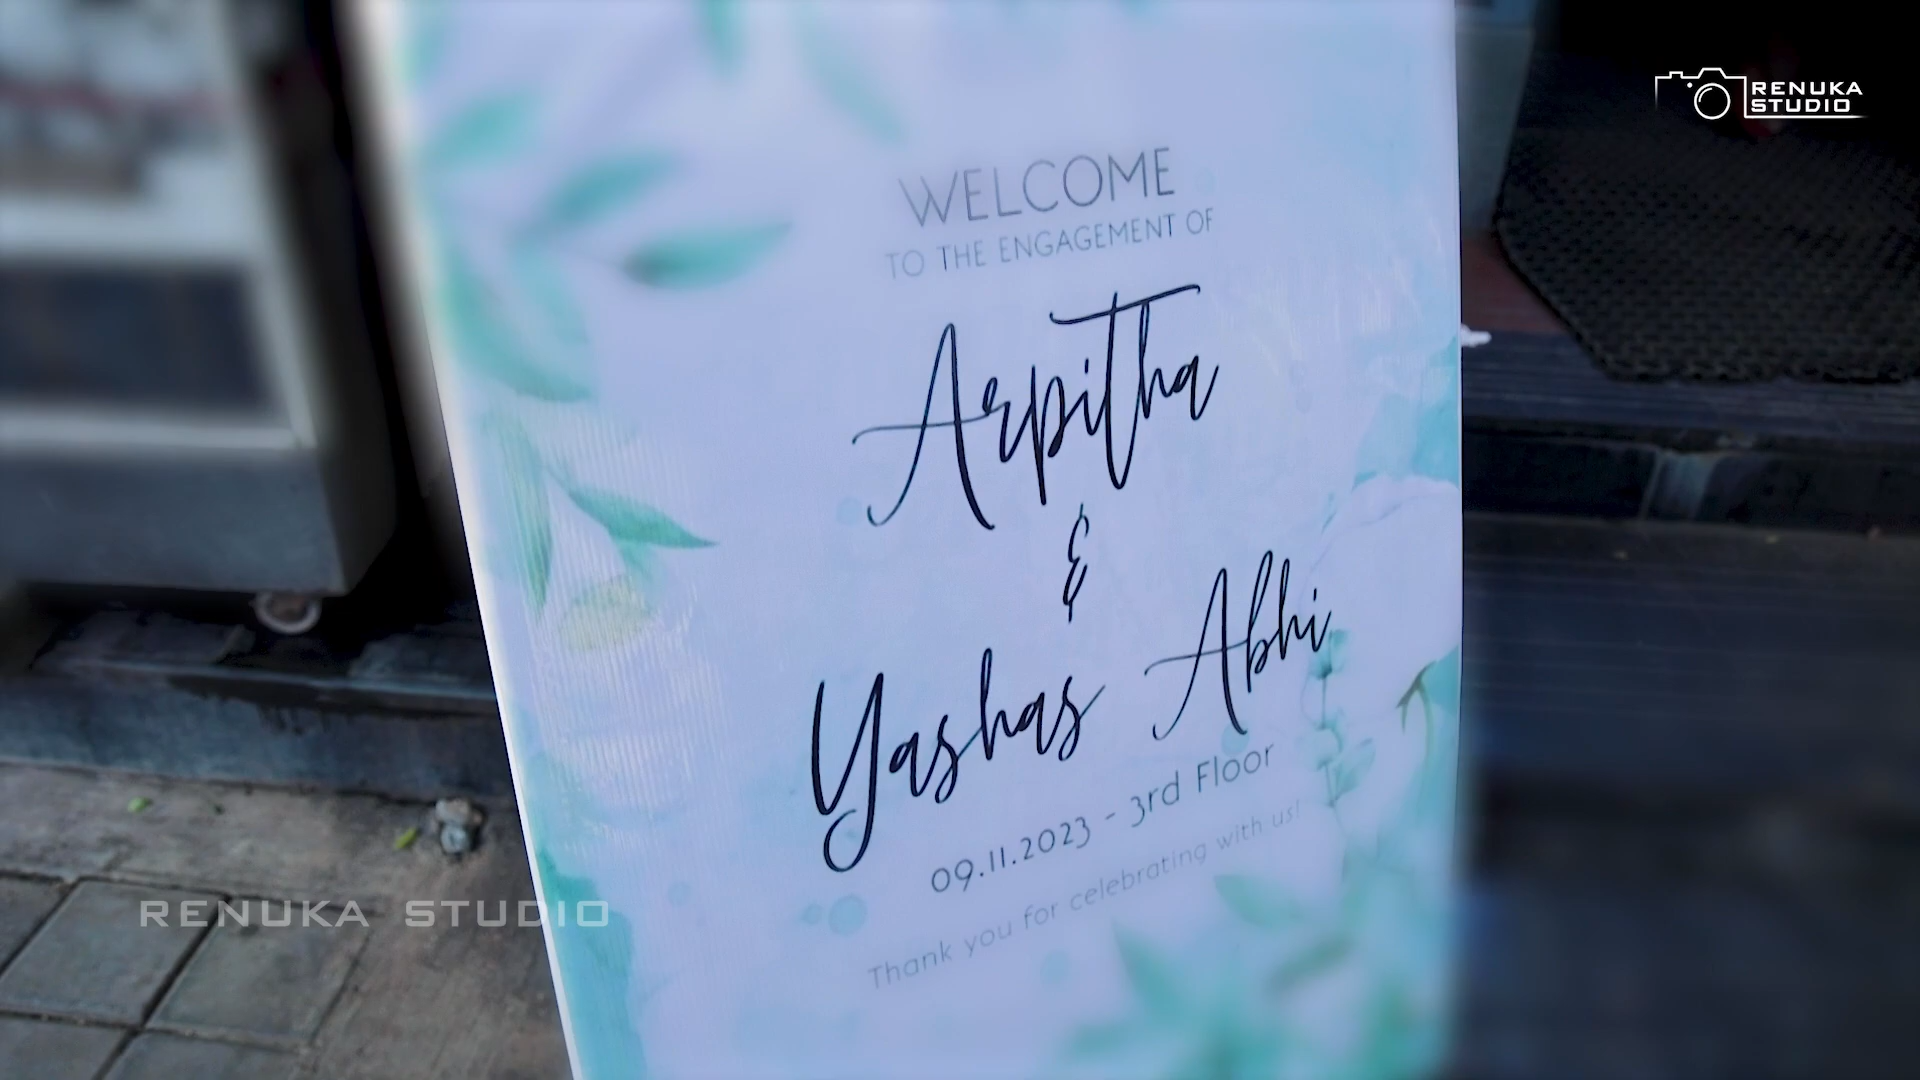 RENUKA
STUDIO
WELCOME
TO THE ENGAGEMENT OF
Arpitha
&
Yashas Abhi
09.11.2023 - 3rd Floor
Thank you for celebrating with us!
RENUKA STUDIO